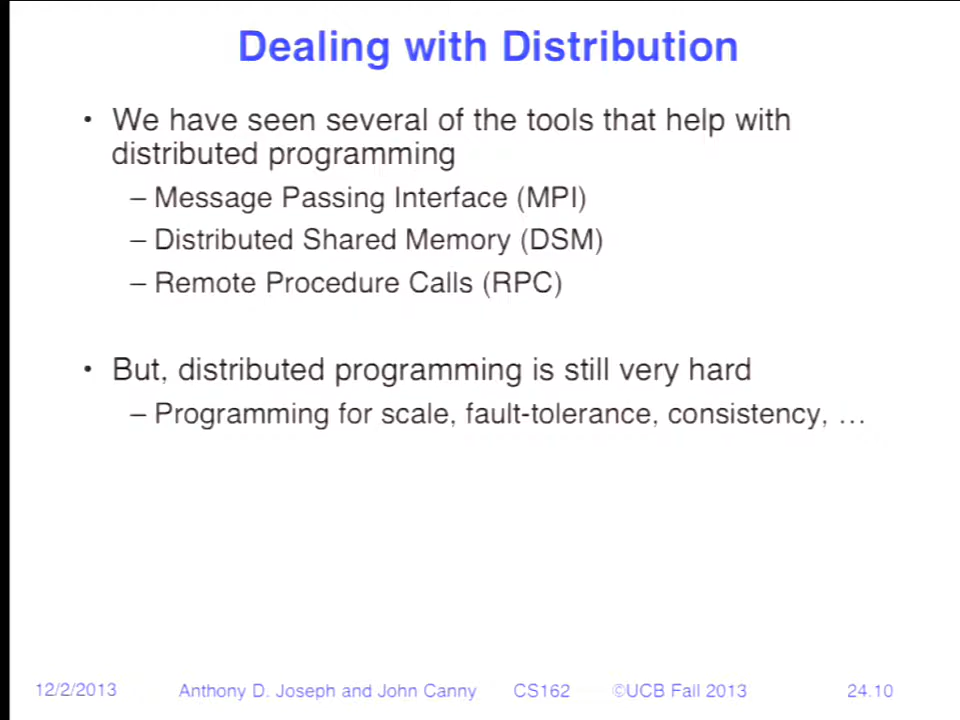 Dealing with Distribution
• We have seen several of the tools that help with
distributed programming
– Message Passing Interface (MPI)
– Distributed Shared Memory (DSM)
– Remote Procedure Calls (RPC)
• But, distributed programming is still very hard
– Programming for scale, fault-tolerance, consistency, …
12/2/2013 Anthony D. Joseph and John Canny CS162 ©UCB Fall 2013 24.10